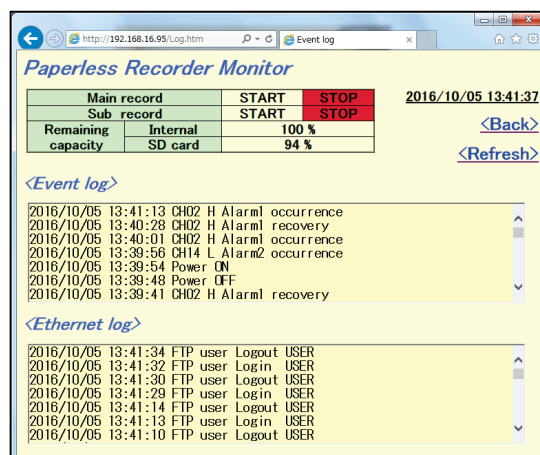 http://192.168.16.95/Log.htm
Event log
Paperless Recorder Monitor
Main record START STOP
Sub record START STOP
Remaining capacity Internal 100 %
SD card 94 %
2016/10/05 13:41:37
<Back>
<Refresh>
<Event log>
2016/10/05 13:41:13 CH02 H Alarm1 occurrence
2016/10/05 13:40:28 CH02 H Alarm1 recovery
2016/10/05 13:40:01 CH02 H Alarm1 occurrence
2016/10/05 13:39:56 CH14 L Alarm2 occurrence
2016/10/05 13:39:54 Power ON
2016/10/05 13:39:48 Power OFF
2016/10/05 13:39:41 CH02 H Alarm1 recovery
<Ethernet log>
2016/10/05 13:41:34 FTP user Logout USER
2016/10/05 13:41:32 FTP user Login USER
2016/10/05 13:41:30 FTP user Logout USER
2016/10/05 13:41:29 FTP user Login USER
2016/10/05 13:41:14 FTP user Logout USER
2016/10/05 13:41:13 FTP user Login USER
2016/10/05 13:41:10 FTP user Logout USER